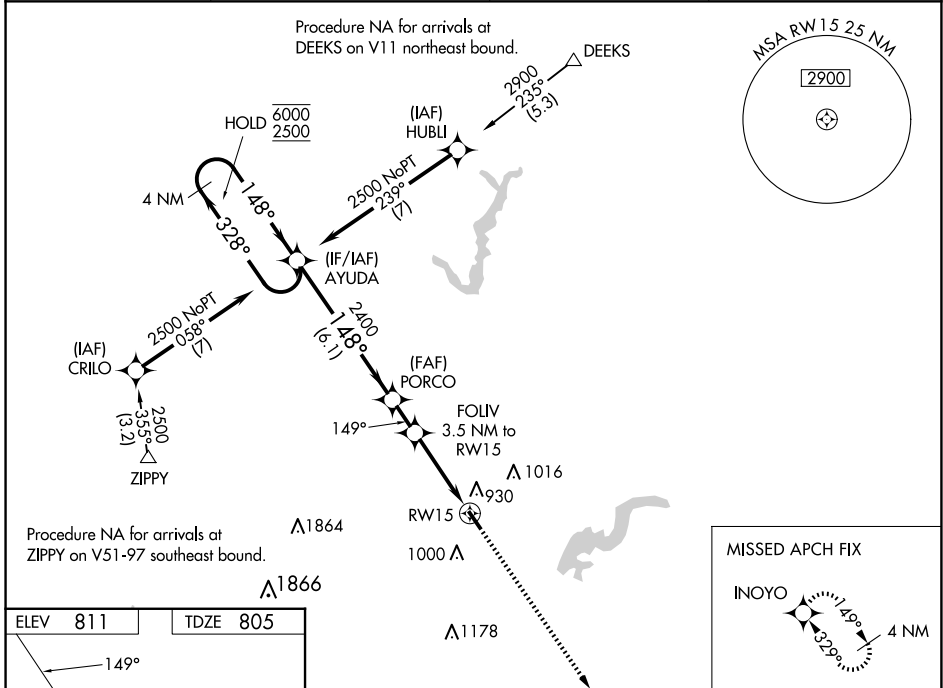 Procedure NA for arrivals at
DEEKS on V11 northeast bound.
DEEKS
2900
235°
(5.3)
MSA RW15 25 NM
2900
HOLD
6000
2500
(IAF)
HUBLI
2500 NoPT
239°
(7)
4 NM
148°
328°
(IF/IAF)
AYUDA
2500 NoPT
058°
(7)
2400
148°
(6.1)
(IAF)
CRILO
2500
355°
(3.2)
ZIPPY
(FAF)
PORCO
149°
FOLIV
3.5 NM to
RW15
1016
930
RW15
1864
1000
Procedure NA for arrivals at
ZIPPY on V51-97 southeast bound.
1866
1178
MISSED APCH FIX
INOYO
149°
329°
4 NM
ELEV 811
TDZE 805
149°